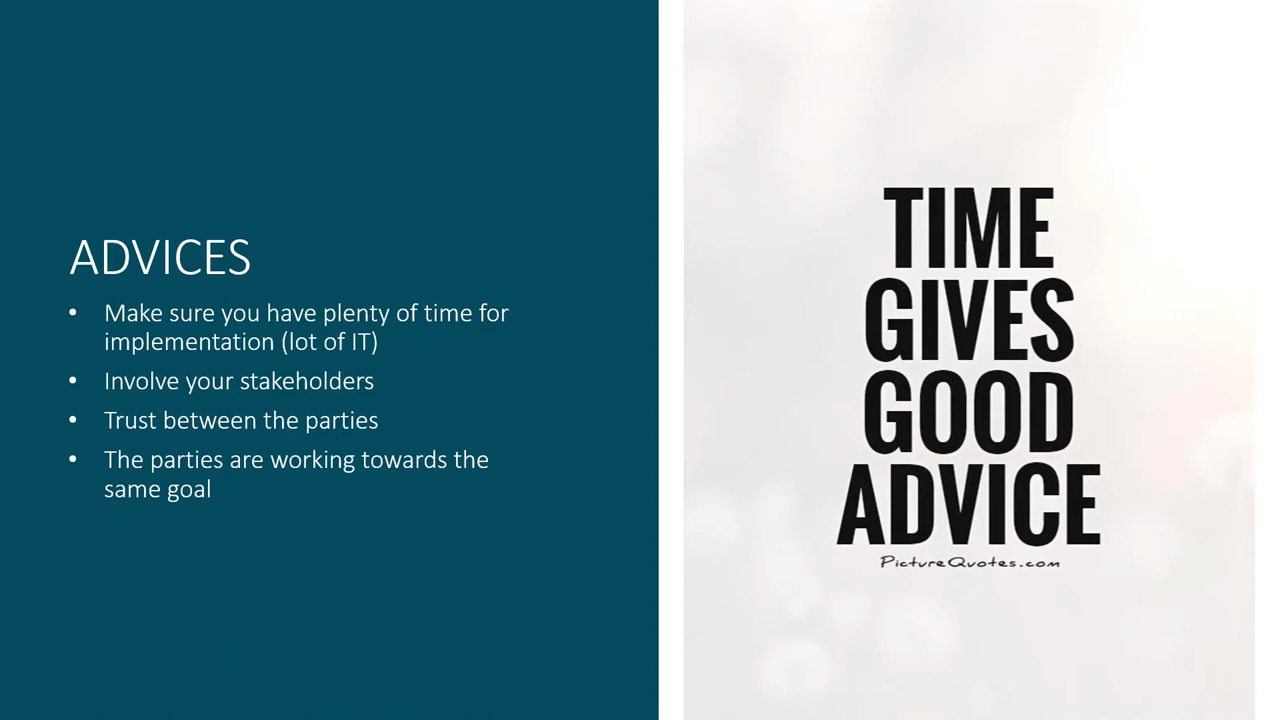 ADVICES
• Make sure you have plenty of time for
implementation (lot of IT)
• Involve your stakeholders
• Trust between the parties
• The parties are working towards the
same goal
TIME
GIVES
GOOD
ADVICE
PictureQuotes.com